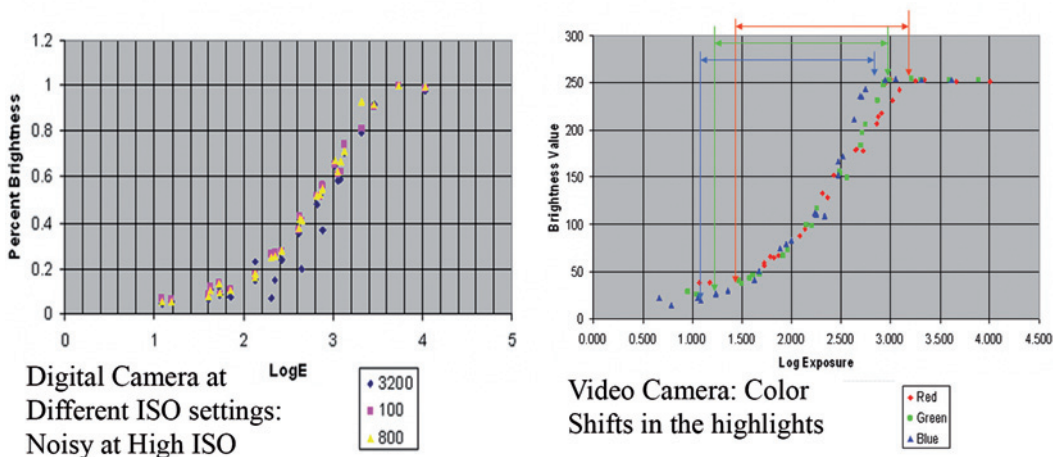 1.2
1
0.8
0.6
0.4
0.2
0
Percent Brightness
0 1 2 3 4 5
LogE
Digital Camera at
Different ISO settings:
Noisy at High ISO
3200
100
800
300
250
200
150
100
50
0
Brightness Value
0.000 0.500 1.000 1.500 2.000 2.500 3.000 3.500 4.000 4.500
Log Exposure
Video Camera: Color
Shifts in the highlights
Red
Green
Blue